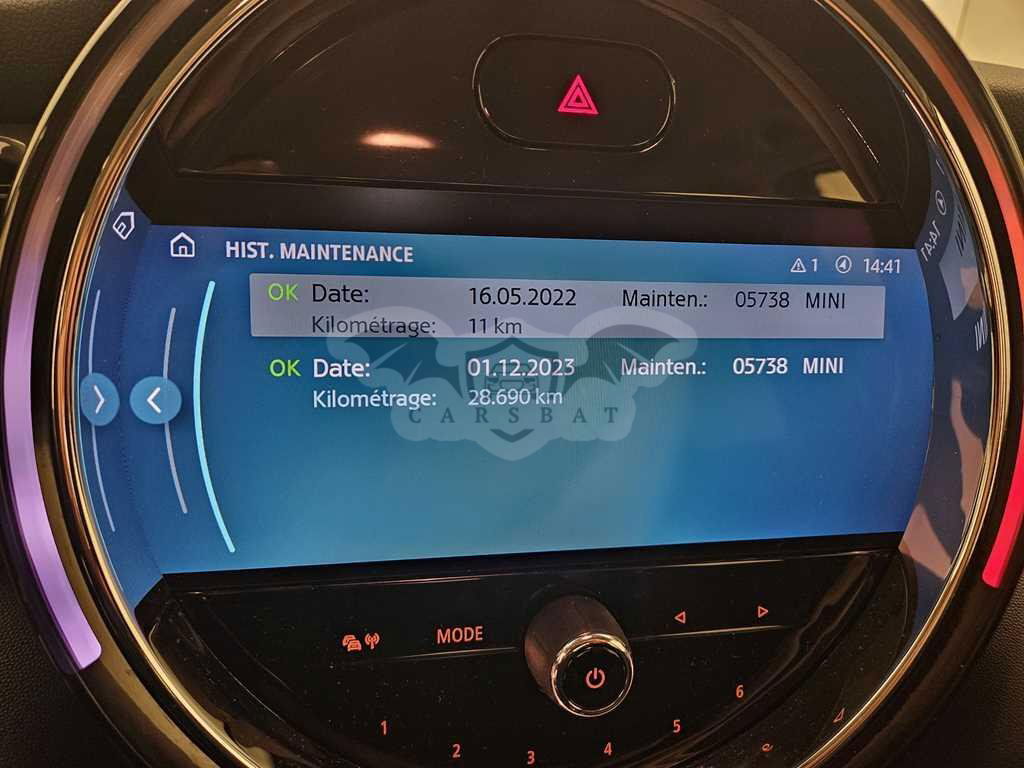 HIST. MAINTENANCE
1 14:41
OK Date: 16.05.2022 Mainten.: 05738 MINI
Kilométrage: 11 km
OK Date: 01.12.2023 Mainten.: 05738 MINI
Kilométrage: 28.690 km
CARSBAT
MODE
1 2 3 4 5 6